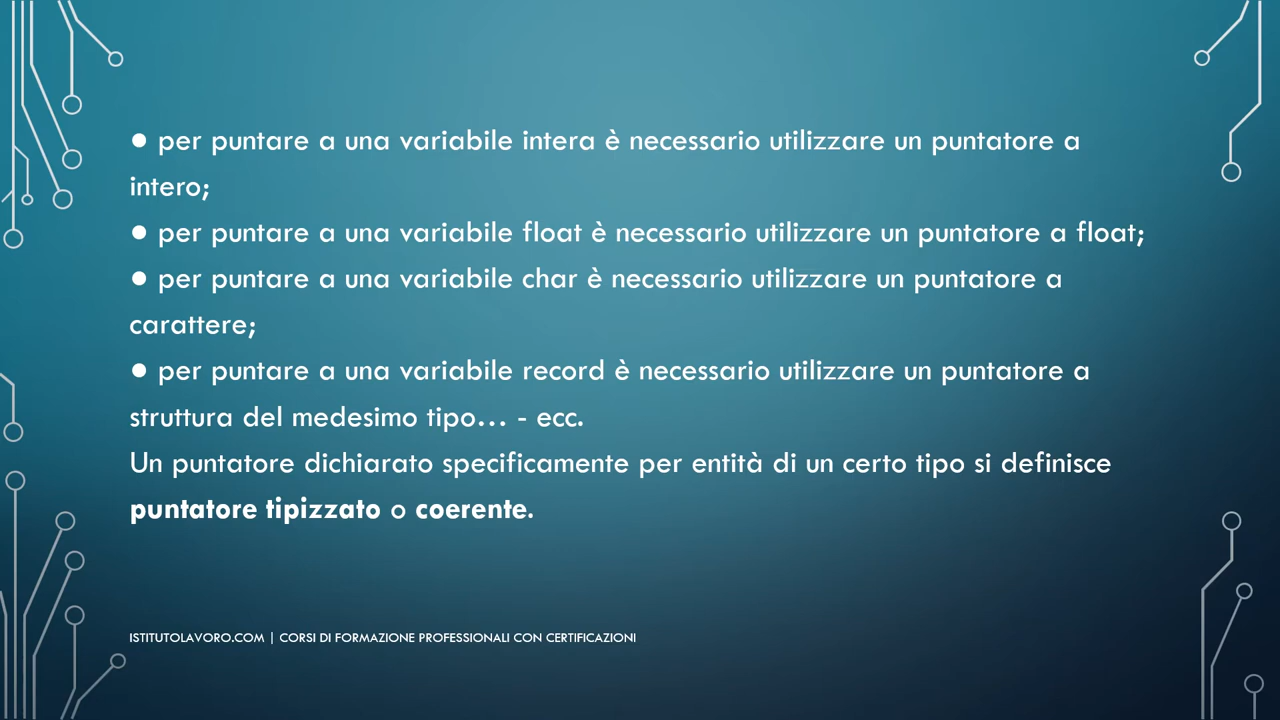 ● per puntare a una variabile intera è necessario utilizzare un puntatore a
intero;
● per puntare a una variabile float è necessario utilizzare un puntatore a float;
● per puntare a una variabile char è necessario utilizzare un puntatore a
carattere;
● per puntare a una variabile record è necessario utilizzare un puntatore a
struttura del medesimo tipo… - ecc.
Un puntatore dichiarato specificamente per entità di un certo tipo si definisce
puntatore tipizzato o coerente.
ISTITUTOLAVORO.COM | CORSI DI FORMAZIONE PROFESSIONALI CON CERTIFICAZIONI